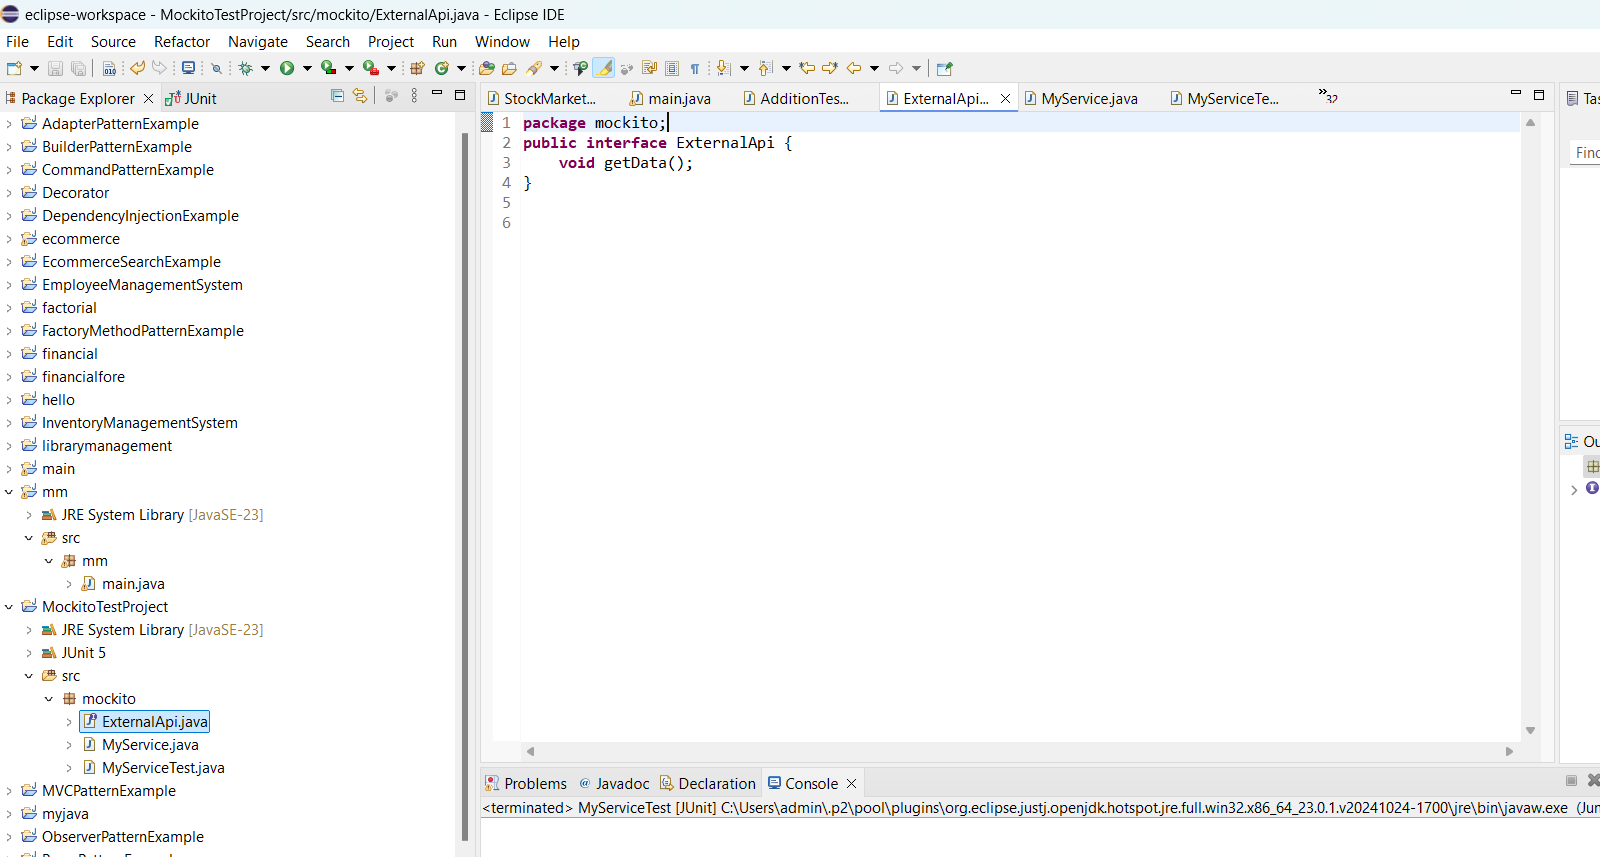 eclipse-workspace - MockitoTestProject/src/mockito/ExternalApi.java - Eclipse IDE
File Edit Source Refactor Navigate Search Project Run Window Help
Package Explorer JUnit
AdapterPatternExample
BuilderPatternExample
CommandPatternExample
Decorator
DependencyInjectionExample
ecommerce
EcommerceSearchExample
EmployeeManagementSystem
factorial
FactoryMethodPatternExample
financial
financialfore
hello
InventoryManagementSystem
librarymanagement
main
mm
JRE System Library [JavaSE-23]
src
mm
main.java
MockitoTestProject
JRE System Library [JavaSE-23]
JUnit 5
src
mockito
ExternalApi.java
MyService.java
MyServiceTest.java
MVCPatternExample
myjava
ObserverPatternExample
StockMarket... main.java AdditionTes... ExternalApi... MyService.java MyServiceTe... »32
1 package mockito;
2 public interface ExternalApi {
3     void getData();
4 }
5
6
Problems Javadoc Declaration Console
<terminated> MyServiceTest [JUnit] C:\Users\admin\.p2\pool\plugins\org.eclipse.justj.openjdk.hotspot.jre.full.win32.x86_64_23.0.1.v20241024-1700\jre\bin\javaw.exe (Jun
Tas
Find
Ou